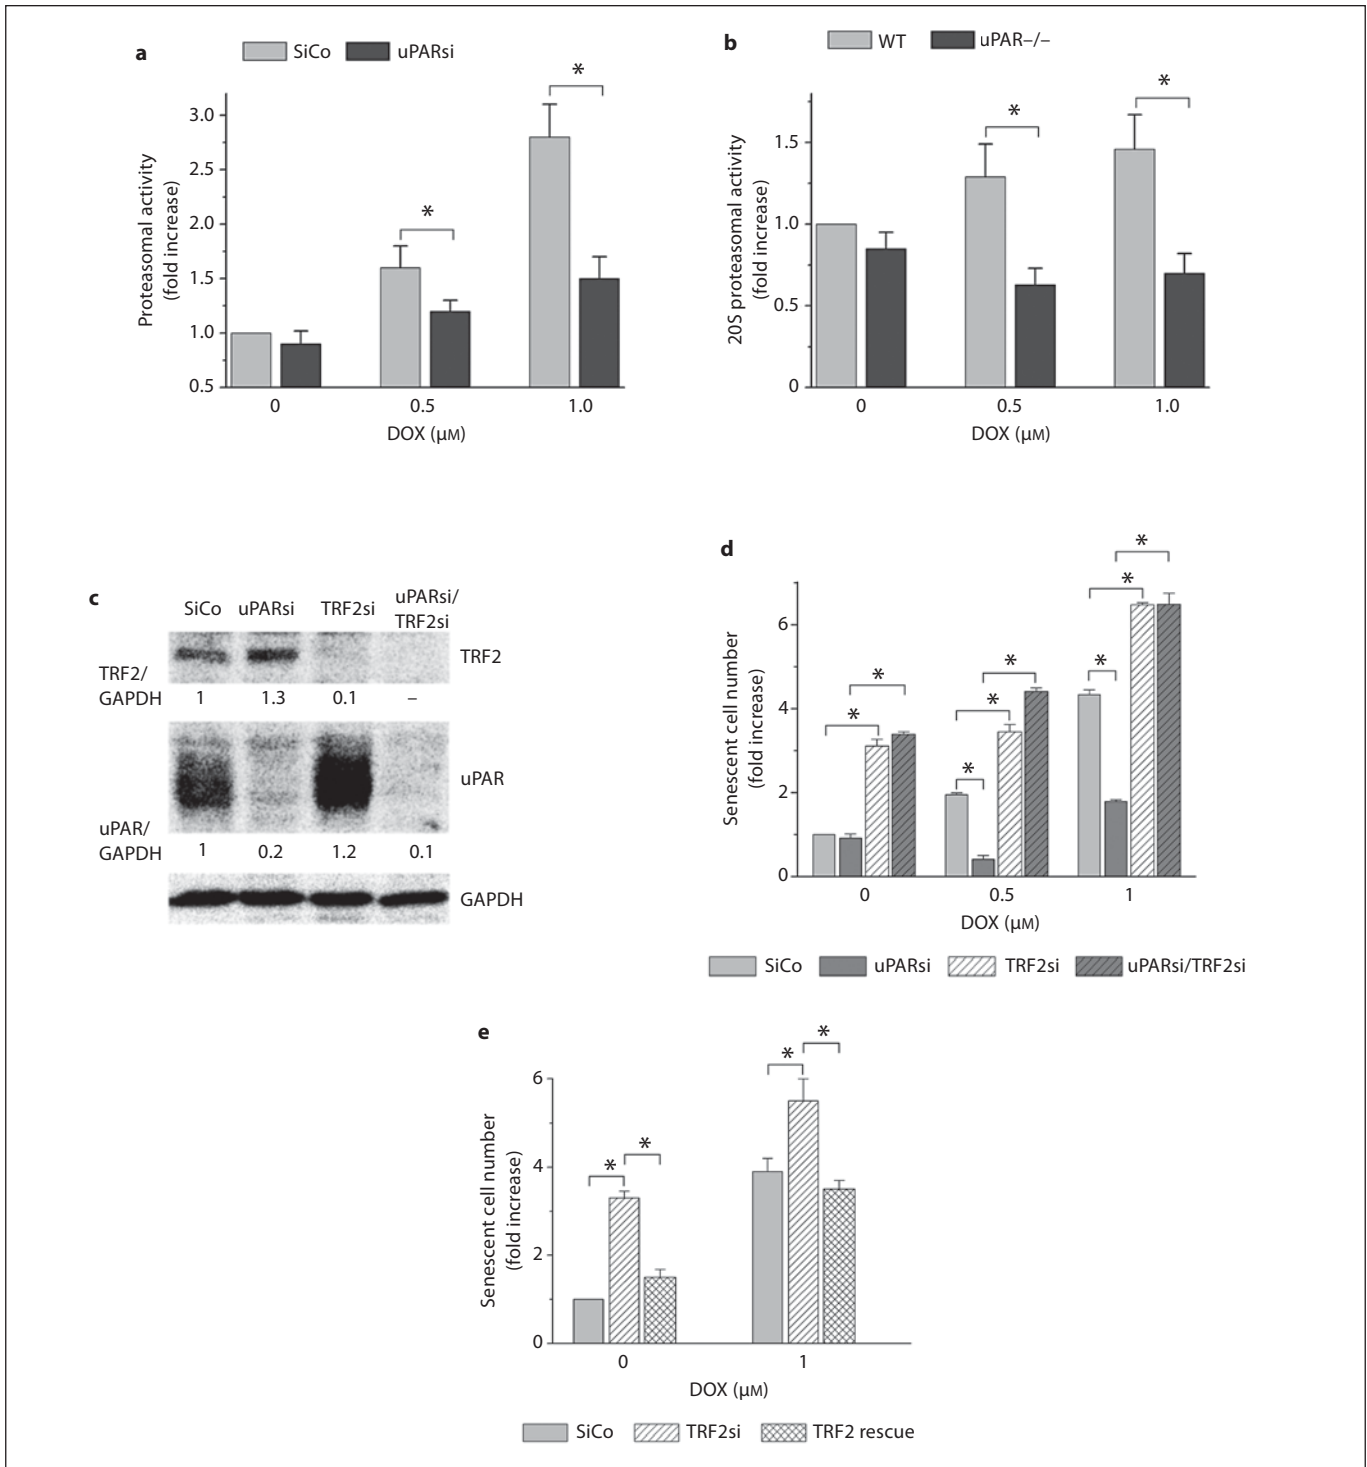 a
SiCo uPARsi
*
*
Proteasomal activity
(fold increase)
3.0
2.5
2.0
1.5
1.0
0.5
0 0.5 1.0
DOX (µM)
b
WT uPAR–/–
*
*
20S proteasomal activity
(fold increase)
1.5
1.0
0.5
0
0 0.5 1.0
DOX (µM)
c
SiCo uPARsi TRF2si uPARsi/
TRF2si
TRF2
TRF2/
GAPDH 1 1.3 0.1 –
uPAR
uPAR/
GAPDH 1 0.2 1.2 0.1
GAPDH
d
*
*
*
*
*
*
*
*
Senescent cell number
(fold increase)
6
4
2
0
0 0.5 1
DOX (µM)
SiCo uPARsi TRF2si uPARsi/TRF2si
e
*
*
*
*
Senescent cell number
(fold increase)
6
4
2
0
0 1
DOX (µM)
SiCo TRF2si TRF2 rescue